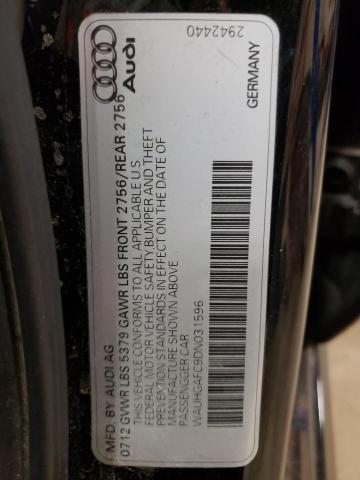 Audi
2942440
MFD. BY AUDI AG
GERMANY
0712 GVWR LBS 5379 GAWR LBS FRONT 2756/REAR 2756
THIS VEHICLE CONFORMS TO ALL APPLICABLE U.S.
FEDERAL MOTOR VEHICLE SAFETY BUMPER AND THEFT
PREVENTION STANDARDS IN EFFECT ON THE DATE OF
MANUFACTURE SHOWN ABOVE
PASSENGGER CAR
WAUHGAFC9DN031596